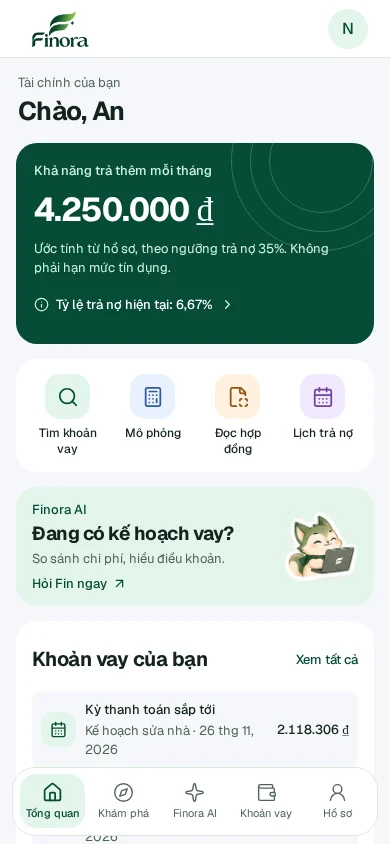 Finora
N
Tài chính của bạn
Chào, An
Khả năng trả thêm mỗi tháng
4.250.000 ₫
Ước tính từ hồ sơ, theo ngưỡng trả nợ 35%. Không
phải hạn mức tín dụng.
Tỷ lệ trả nợ hiện tại: 6,67%
Tìm khoản
vay
Mô phỏng
Đọc hợp
đồng
Lịch trả nợ
Finora AI
Đang có kế hoạch vay?
So sánh chi phí, hiểu điều khoản.
Hỏi Fin ngay
Khoản vay của bạn
Xem tất cả
Kỳ thanh toán sắp tới
Kế hoạch sửa nhà · 26 thg 11,
2026
2.118.306 ₫
Tổng quan
Khám phá
Finora AI
Khoản vay
Hồ sơ
2026